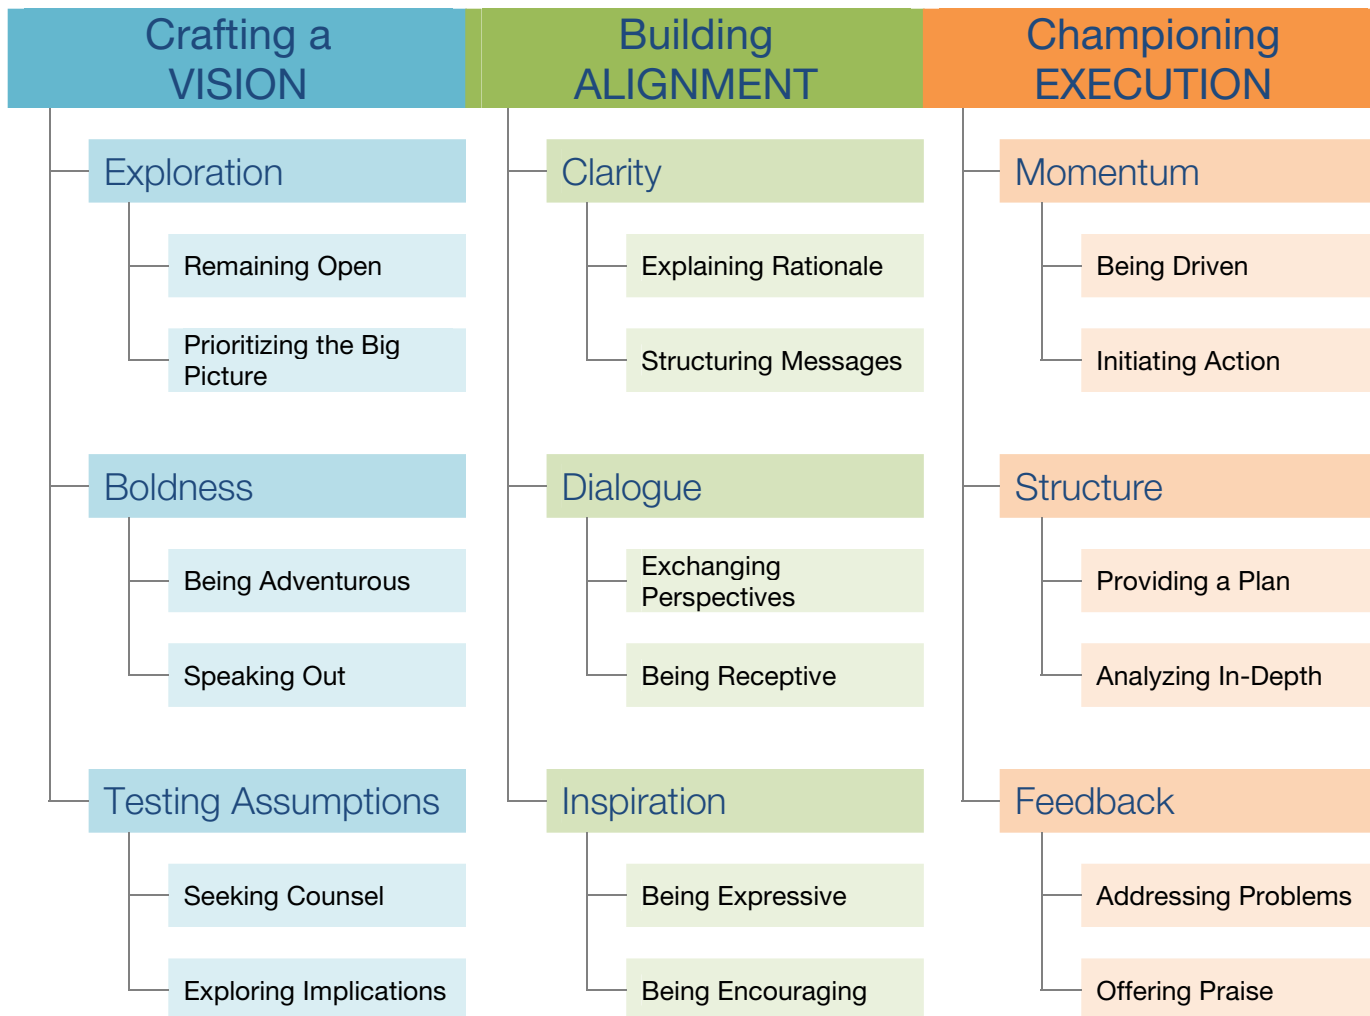 Crafting a
VISION
Exploration
Remaining Open
Prioritizing the Big
Picture
Boldness
Being Adventurous
Speaking Out
Testing Assumptions
Seeking Counsel
Exploring Implications
Building
ALIGNMENT
Clarity
Explaining Rationale
Structuring Messages
Dialogue
Exchanging
Perspectives
Being Receptive
Inspiration
Being Expressive
Being Encouraging
Championing
EXECUTION
Momentum
Being Driven
Initiating Action
Structure
Providing a Plan
Analyzing In-Depth
Feedback
Addressing Problems
Offering Praise